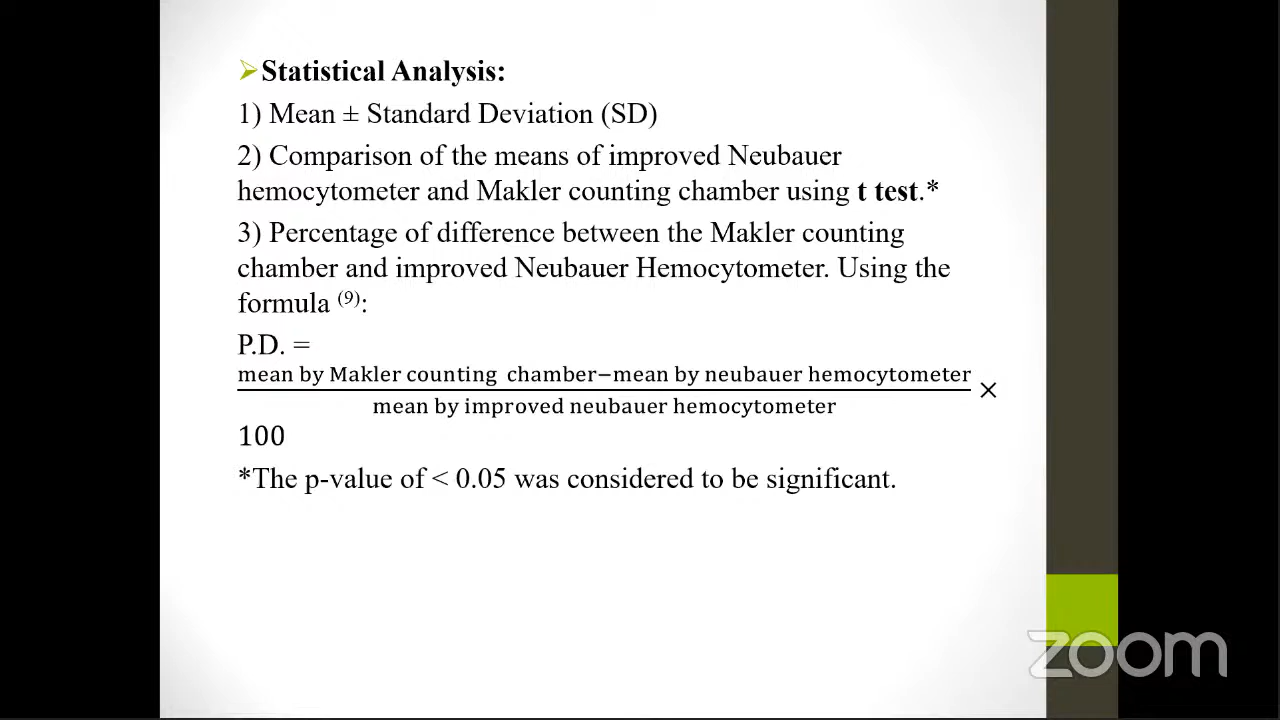 ➢Statistical Analysis:
1) Mean ± Standard Deviation (SD)
2) Comparison of the means of improved Neubauer
hemocytometer and Makler counting chamber using t test.*
3) Percentage of difference between the Makler counting
chamber and improved Neubauer Hemocytometer. Using the
formula (9):
P.D. =
mean by Makler counting chamber−mean by neubauer hemocytometer
×
mean by improved neubauer hemocytometer
100
*The p-value of < 0.05 was considered to be significant.
zoom